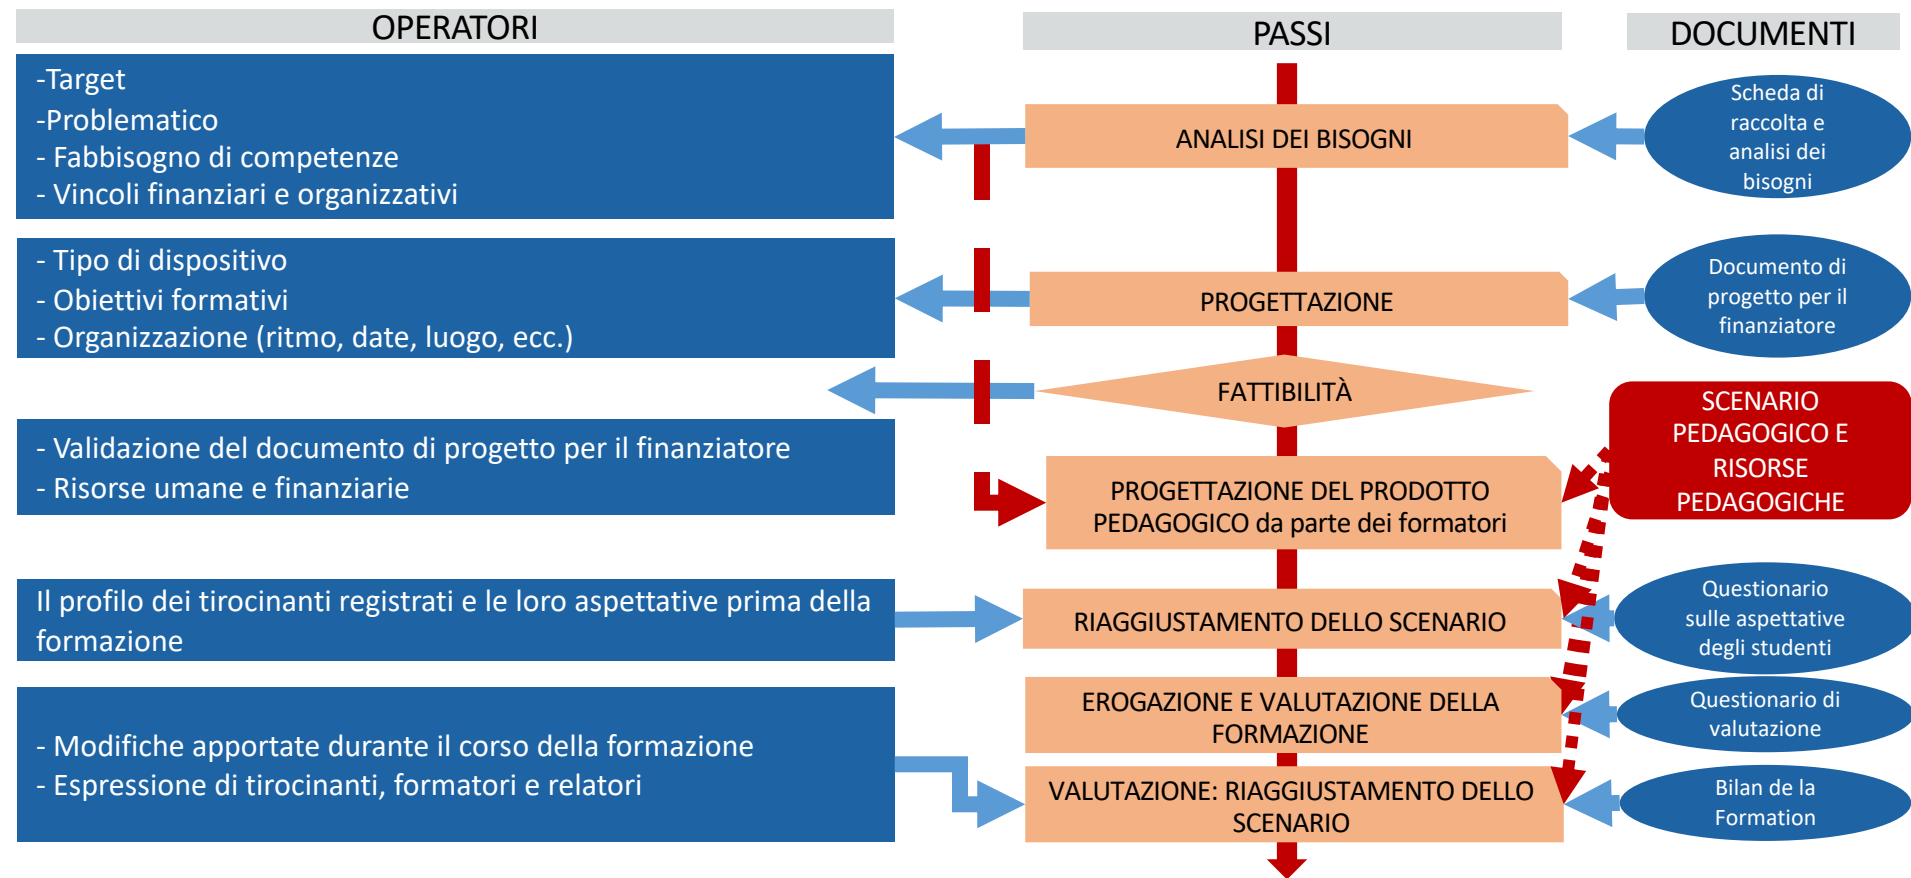 OPERATORI
PASSI
DOCUMENTI
-Target
-Problematico
- Fabbisogno di competenze
- Vincoli finanziari e organizzativi
ANALISI DEI BISOGNI
Scheda di
raccolta e
analisi dei
bisogni
- Tipo di dispositivo
- Obiettivi formativi
- Organizzazione (ritmo, date, luogo, ecc.)
PROGETTAZIONE
Documento di
progetto per il
finanziatore
FATTIBILITÀ
- Validazione del documento di progetto per il finanziatore
- Risorse umane e finanziarie
PROGETTAZIONE DEL PRODOTTO
PEDAGOGICO da parte dei formatori
SCENARIO
PEDAGOGICO E
RISORSE
PEDAGOGICHE
Il profilo dei tirocinanti registrati e le loro aspettative prima della
formazione
RIAGGIUSTAMENTO DELLO SCENARIO
Questionario
sulle aspettative
degli studenti
EROGAZIONE E VALUTAZIONE DELLA
FORMAZIONE
Questionario di
valutazione
- Modifiche apportate durante il corso della formazione
- Espressione di tirocinanti, formatori e relatori
VALUTAZIONE: RIAGGIUSTAMENTO DELLO
SCENARIO
Bilan de la
Formation